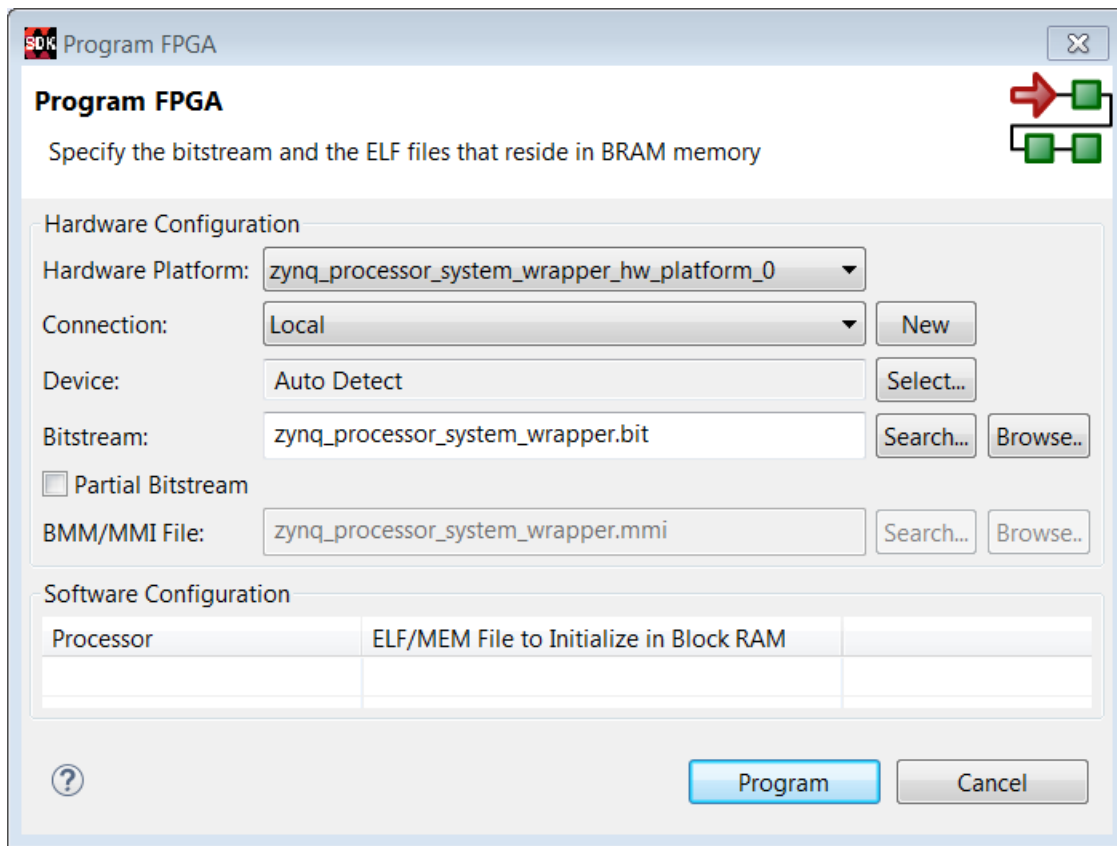 SDK Program FPGA
Program FPGA
Specify the bitstream and the ELF files that reside in BRAM memory
Hardware Configuration
Hardware Platform: zynq_processor_system_wrapper_hw_platform_0
Connection: Local New
Device: Auto Detect Select...
Bitstream: zynq_processor_system_wrapper.bit Search... Browse..
Partial Bitstream
BMM/MMI File: zynq_processor_system_wrapper.mmi Search... Browse..
Software Configuration
Processor ELF/MEM File to Initialize in Block RAM
? Program Cancel